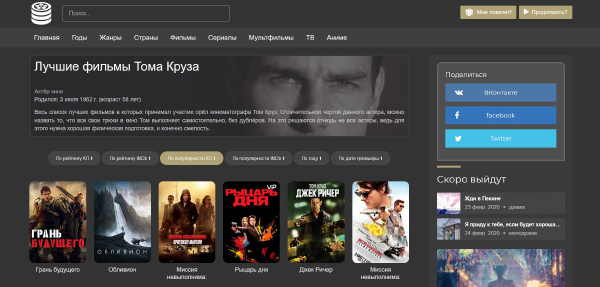 Поиск...
Мне повезет!
Продолжить?
Главная Годы Жанры Страны Фильмы Сериалы Мультфильмы ТВ Аниме
Лучшие фильмы Тома Круза
Актёр кино
Родился: 3 июля 1962 г. (возраст 58 лет)
Весь список лучших фильмов в которых принимал участие орёл кинематографа Том Круз. Отличительной чертой данного актера, можно
назвать то, что все свои трюки в кино Том выполняет самостоятельно, без дублёров. На это решаются отнюдь не все актеры, ведь для
этого нужна хорошая физическая подготовка, и конечно смелость.
По рейтингу КП
По рейтингу IMDb
По популярности КП
По популярности IMDb
По году
По дате премьеры
ГРАНЬ
БУДУЩЕГО
ОБЛИВИОН
VIP
РЫЦАРЬ
ДНЯ
ДЖЕК РИЧЕР
Грань будущего
Обливион
Миссия
невыполнима:
Рыцарь дня
Джек Ричер
Миссия
невыполнима:
Поделиться
ВКонтакте
facebook
Twitter
Скоро выйдут
Жди в Пекине
23 февр. 2020 • драма
Я приду к тебе, если будет хороша...
24 февр. 2020 • мелодрама